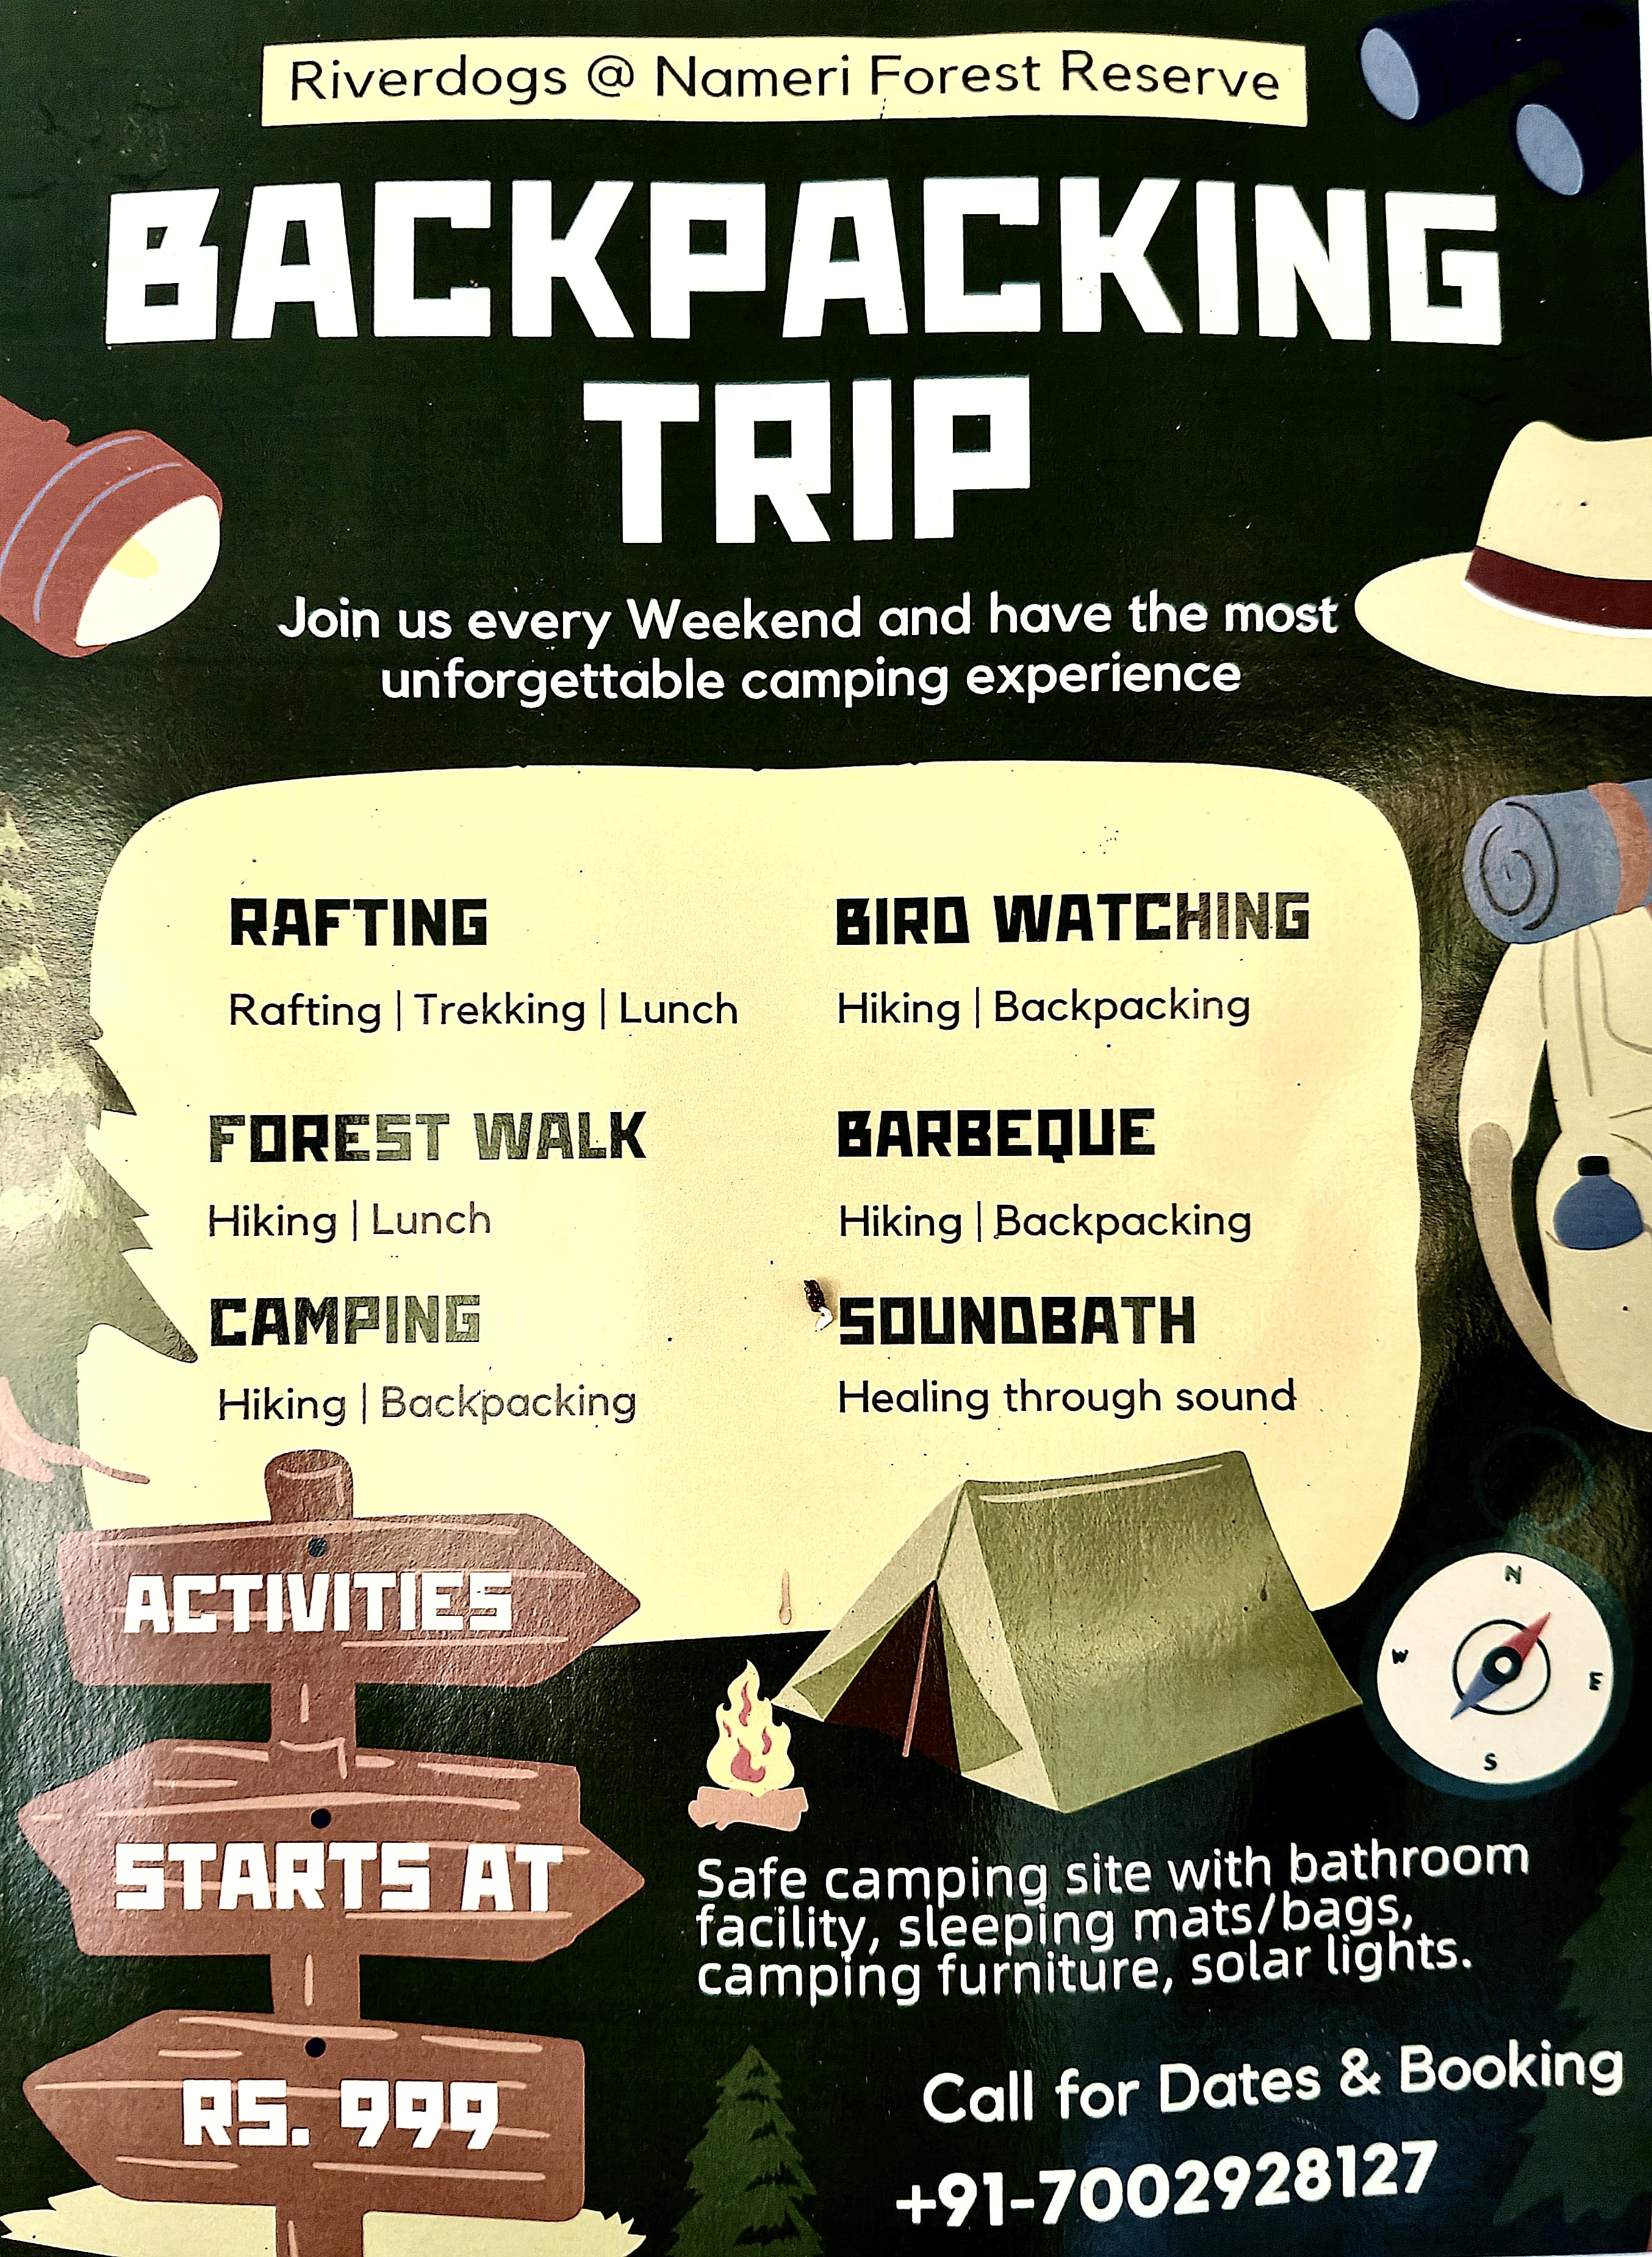 Riverdogs @ Nameri Forest Reserve
BACKPACKING
TRIP
Join us every Weekend and have the most
unforgettable camping experience
RAFTING
Rafting | Trekking | Lunch
BIRD WATCHING
Hiking | Backpacking
FOREST WALK
Hiking | Lunch
BARBEQUE
Hiking | Backpacking
CAMPING
Hiking | Backpacking
SOUNDBATH
Healing through sound
ACTIVITIES
STARTS AT
RS. 999
N
W
E
S
Safe camping site with bathroom
facility, sleeping mats/bags,
camping furniture, solar lights.
Call for Dates & Booking
+91-7002928127